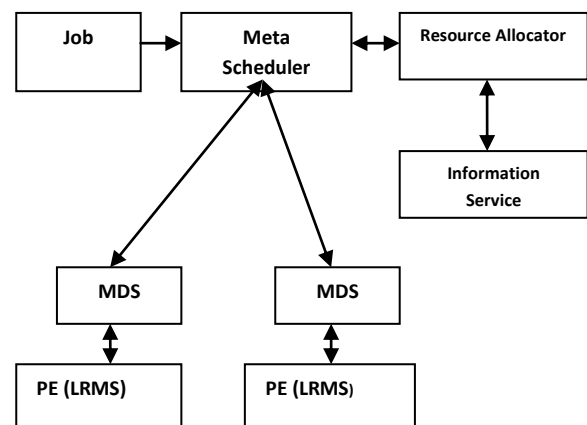 Job
Meta
Scheduler
Resource Allocator
Information
Service
MDS
MDS
PE (LRMS)
PE (LRMS)